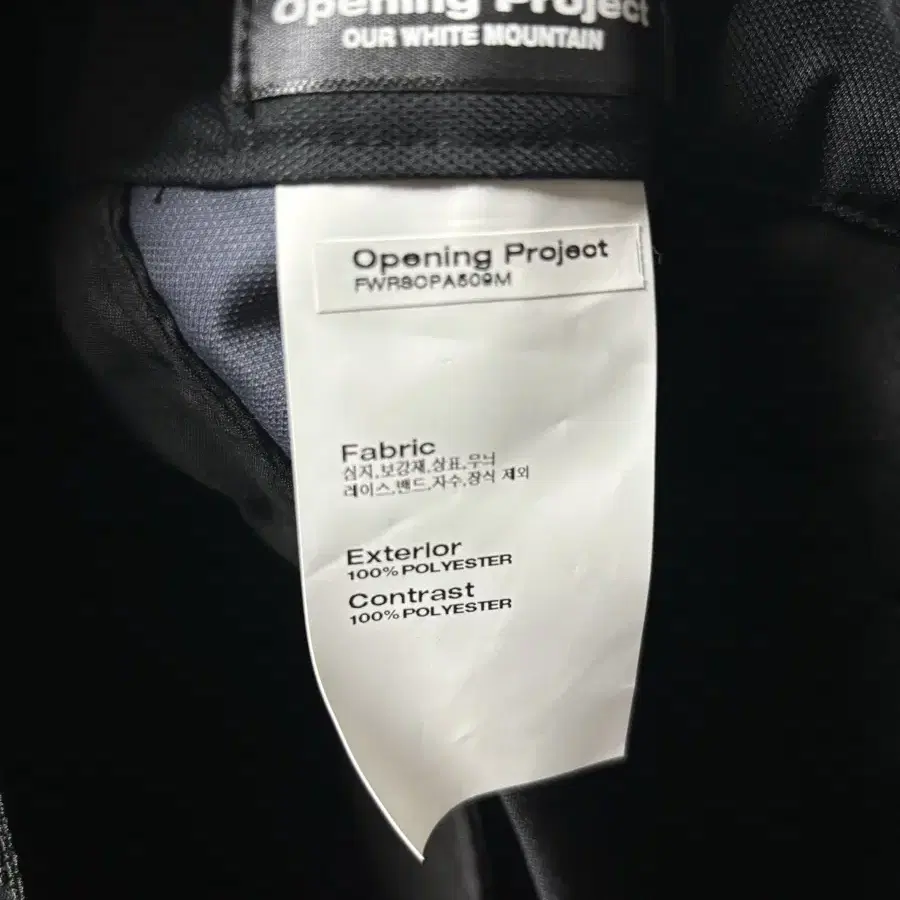 Opening Project
OUR WHITE MOUNTAIN
Opening Project
FWRSCPA509M
Fabric
심지,보강재,상표,무늬
레이스,밴드,자수,장식 제외
Exterior
100% POLYESTER
Contrast
100% POLYESTER